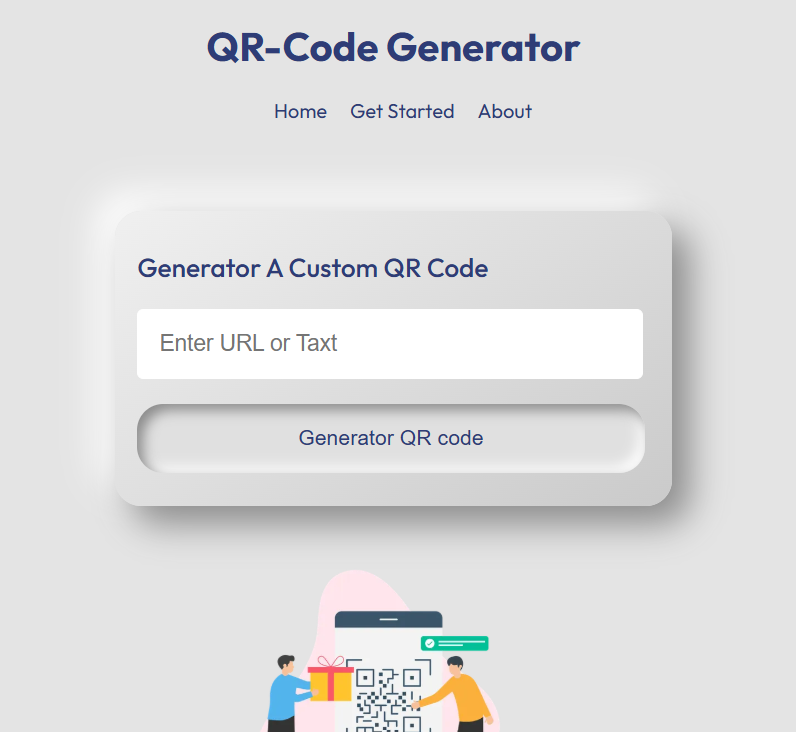 QR-Code Generator
Home Get Started About
Generator A Custom QR Code
Enter URL or Taxt
Generator QR code